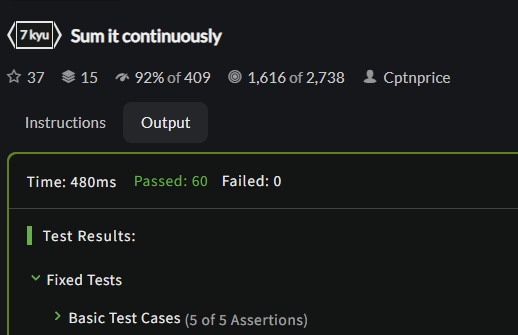 7 kyu Sum it continuously
37 15 92% of 409 1,616 of 2,738 Cptnprice
Instructions Output
Time: 480ms Passed: 60 Failed: 0
Test Results:
Fixed Tests
Basic Test Cases (5 of 5 Assertions)